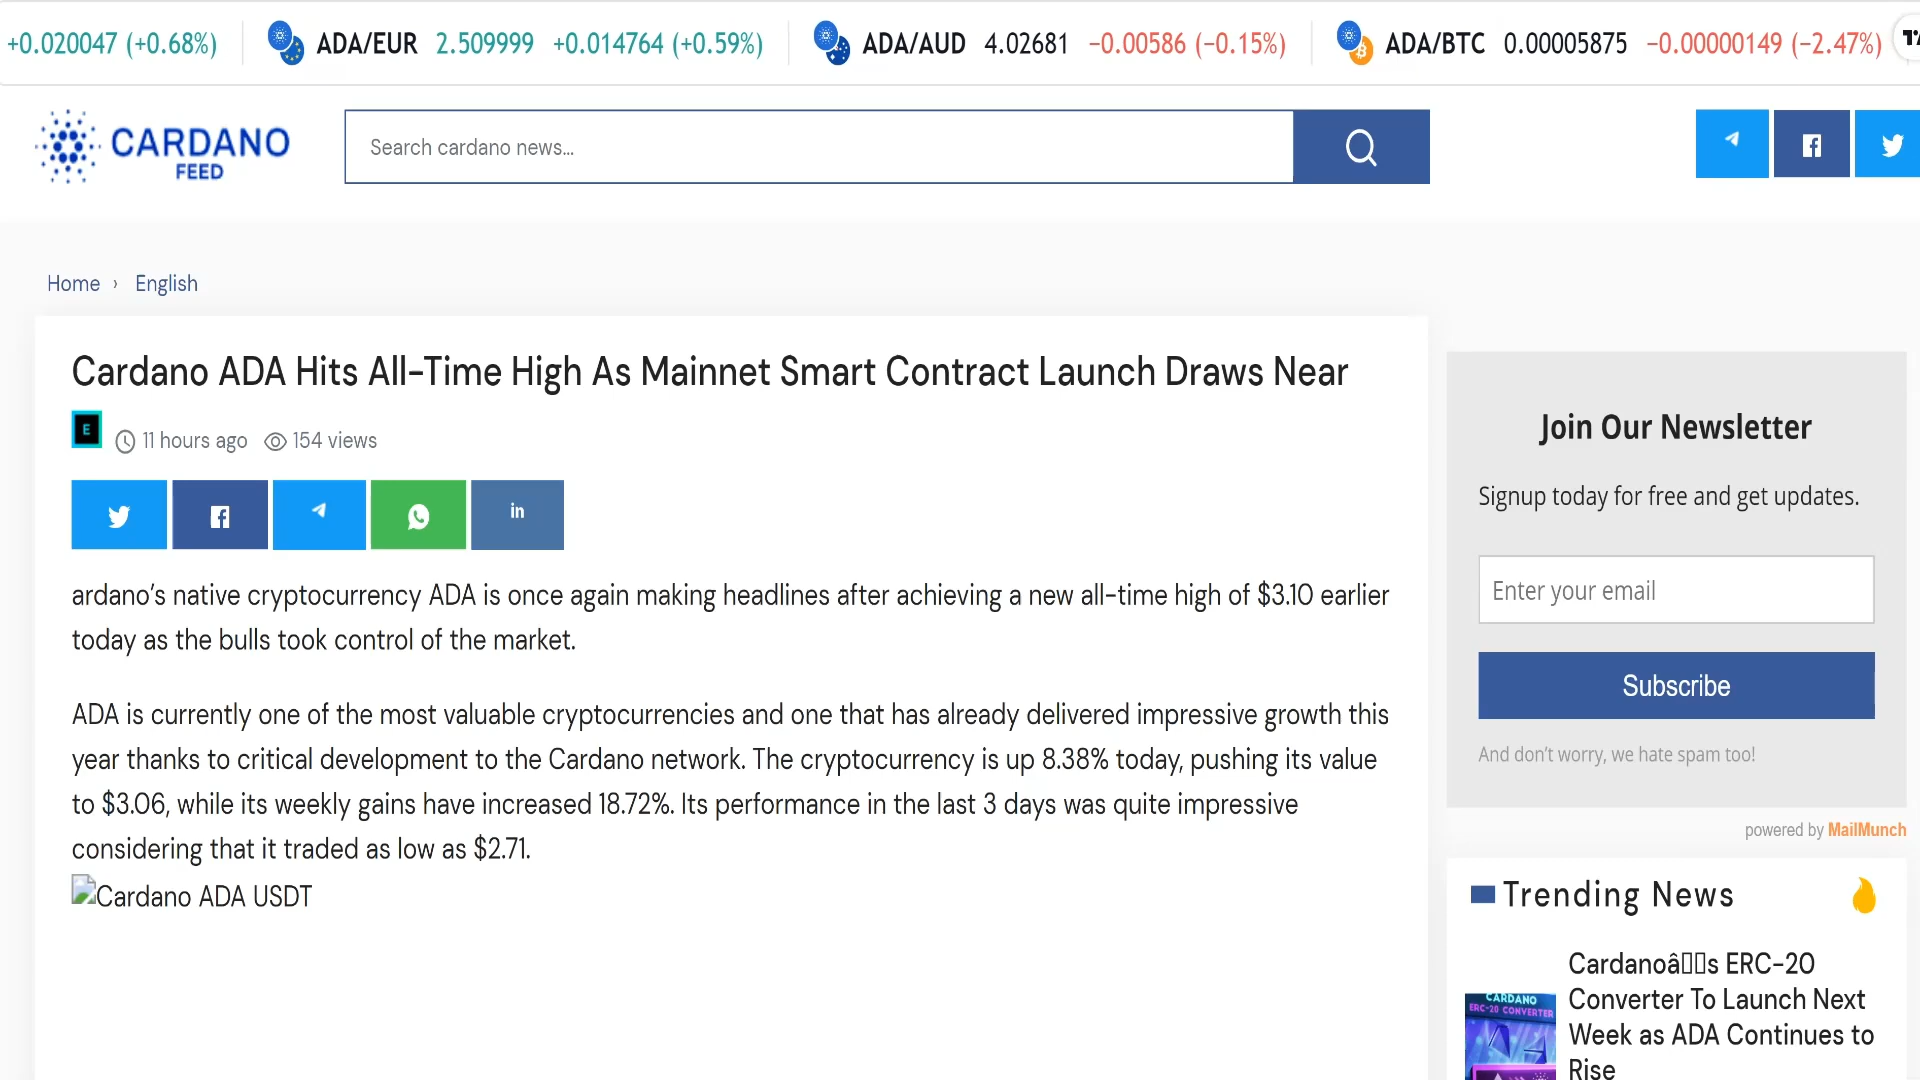 +0.020047 (+0.68%) ADA/EUR 2.509999 +0.014764 (+0.59%) ADA/AUD 4.02681 −0.00586 (−0.15%) ADA/BTC 0.00005875 −0.00000149 (−2.47%)
CARDANO
FEED
Search cardano news...
Home › English
Cardano ADA Hits All-Time High As Mainnet Smart Contract Launch Draws Near
E
11 hours ago 154 views
in
ardano’s native cryptocurrency ADA is once again making headlines after achieving a new all-time high of $3.10 earlier
today as the bulls took control of the market.
ADA is currently one of the most valuable cryptocurrencies and one that has already delivered impressive growth this
year thanks to critical development to the Cardano network. The cryptocurrency is up 8.38% today, pushing its value
to $3.06, while its weekly gains have increased 18.72%. Its performance in the last 3 days was quite impressive
considering that it traded as low as $2.71.
Cardano ADA USDT
Join Our Newsletter
Signup today for free and get updates.
Enter your email
Subscribe
And don’t worry, we hate spam too!
powered by MailMunch
Trending News
Cardanoâ▯▯s ERC-20
Converter To Launch Next
Week as ADA Continues to
Rise
CARDANO
ERC-20 CONVERTER